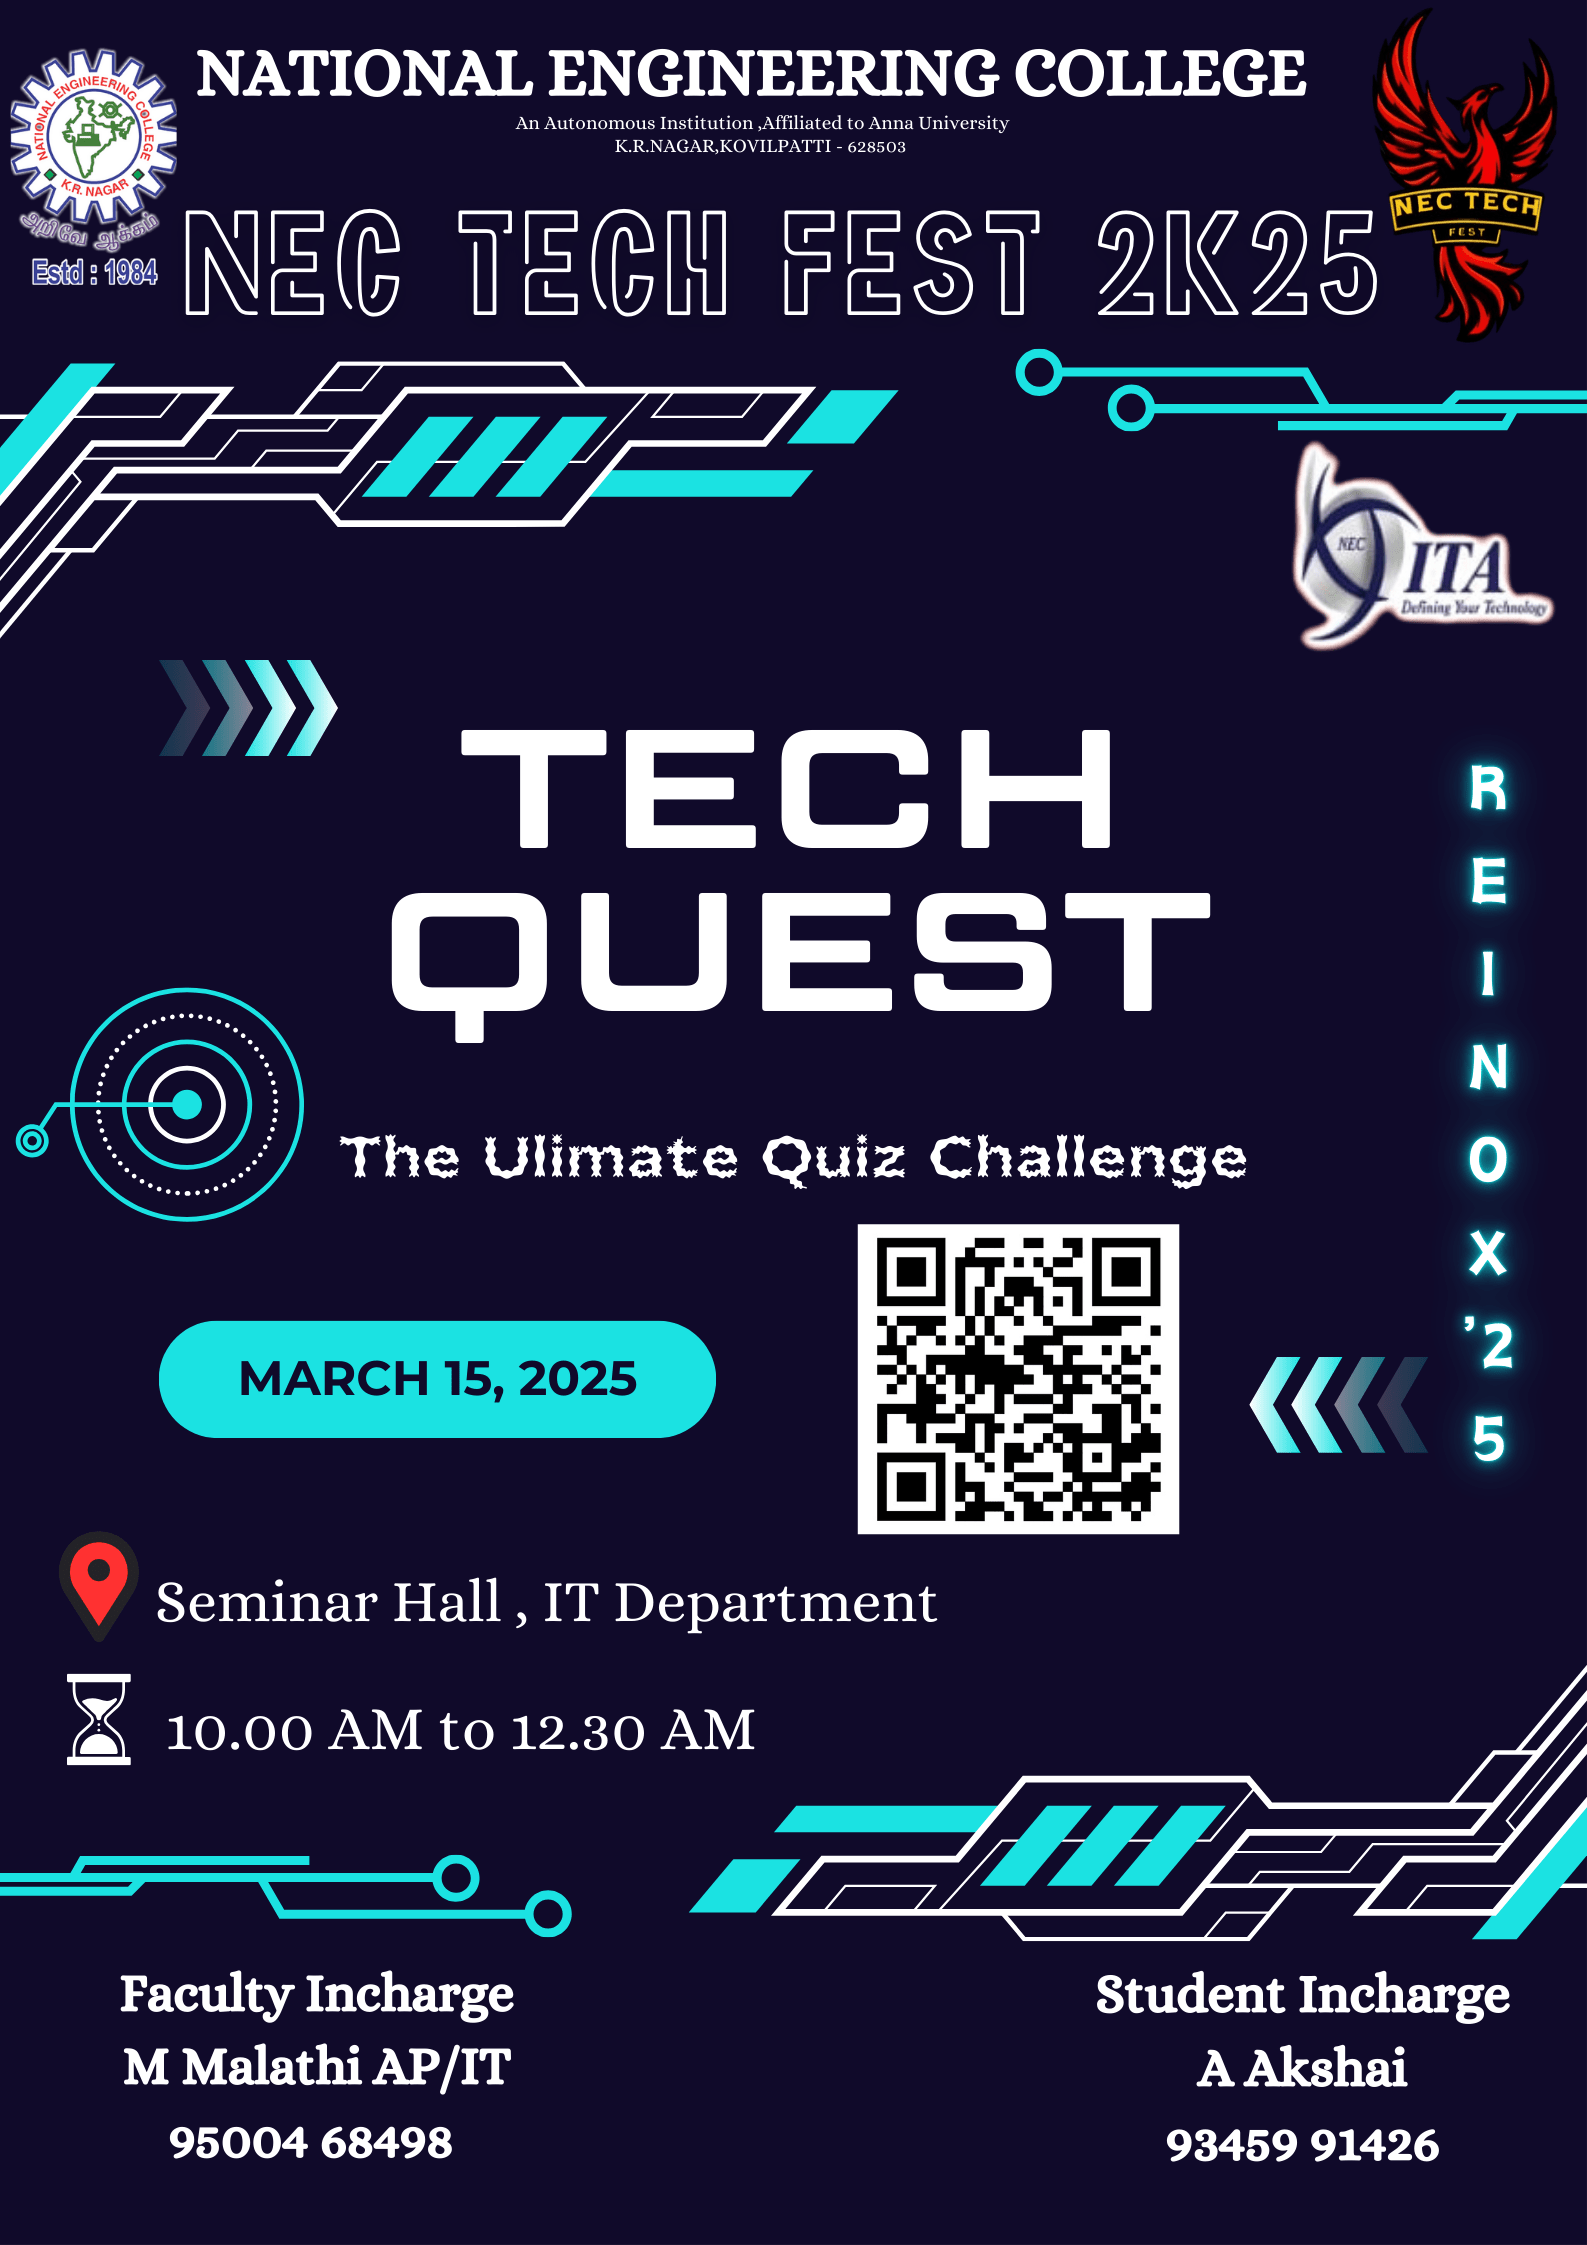 NATIONAL ENGINEERING COLLEGE
An Autonomous Institution ,Affiliated to Anna University
K.R.NAGAR,KOVILPATTI - 628503
NATIONAL ENGINEERING COLLEGE
K.R. NAGAR
அறிவே ஆக்கம்
Estd : 1984
NEC TECH FEST 2K25
NEC TECH
FEST
NEC
ITA
Defining Your Technology
TECH
QUEST
The Ulimate Quiz Challenge
REINOX'25
MARCH 15, 2025
Seminar Hall , IT Department
10.00 AM to 12.30 AM
Faculty Incharge
M Malathi AP/IT
95004 68498
Student Incharge
A Akshai
93459 91426